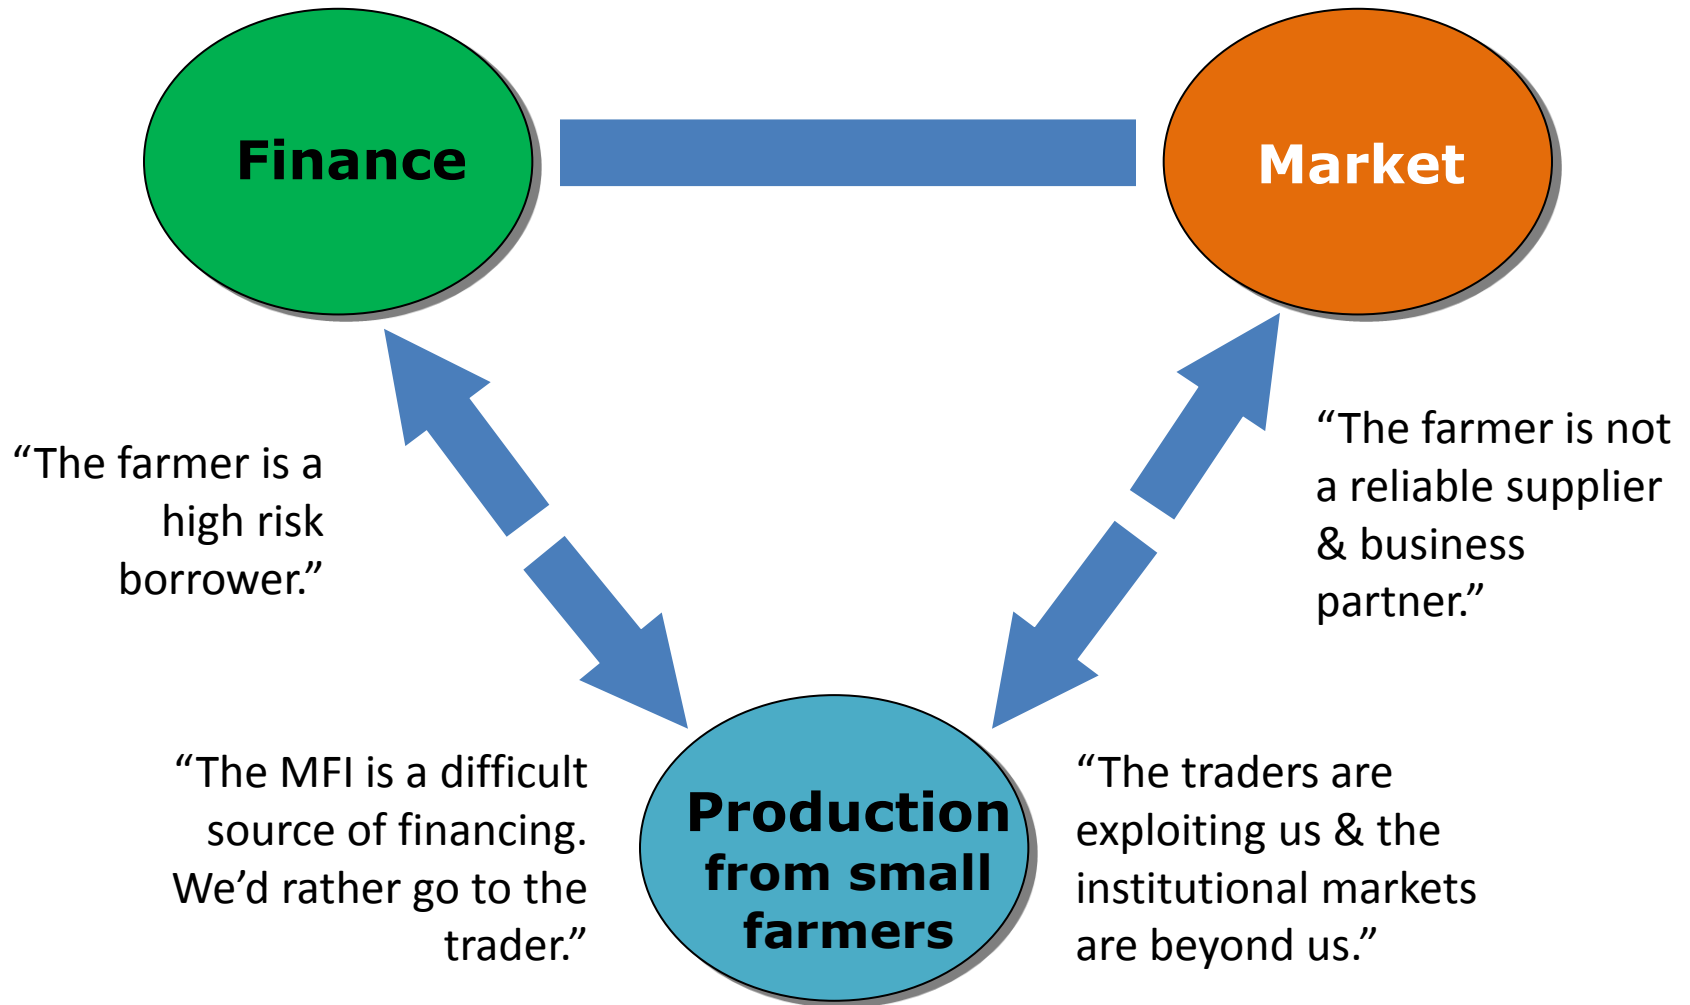 Finance
Market
“The farmer is a
high risk
borrower.”
“The farmer is not
a reliable supplier
& business
partner.”
“The MFI is a difficult
source of financing.
We’d rather go to the
trader.”
Production
from small
farmers
“The traders are
exploiting us & the
institutional markets
are beyond us.”